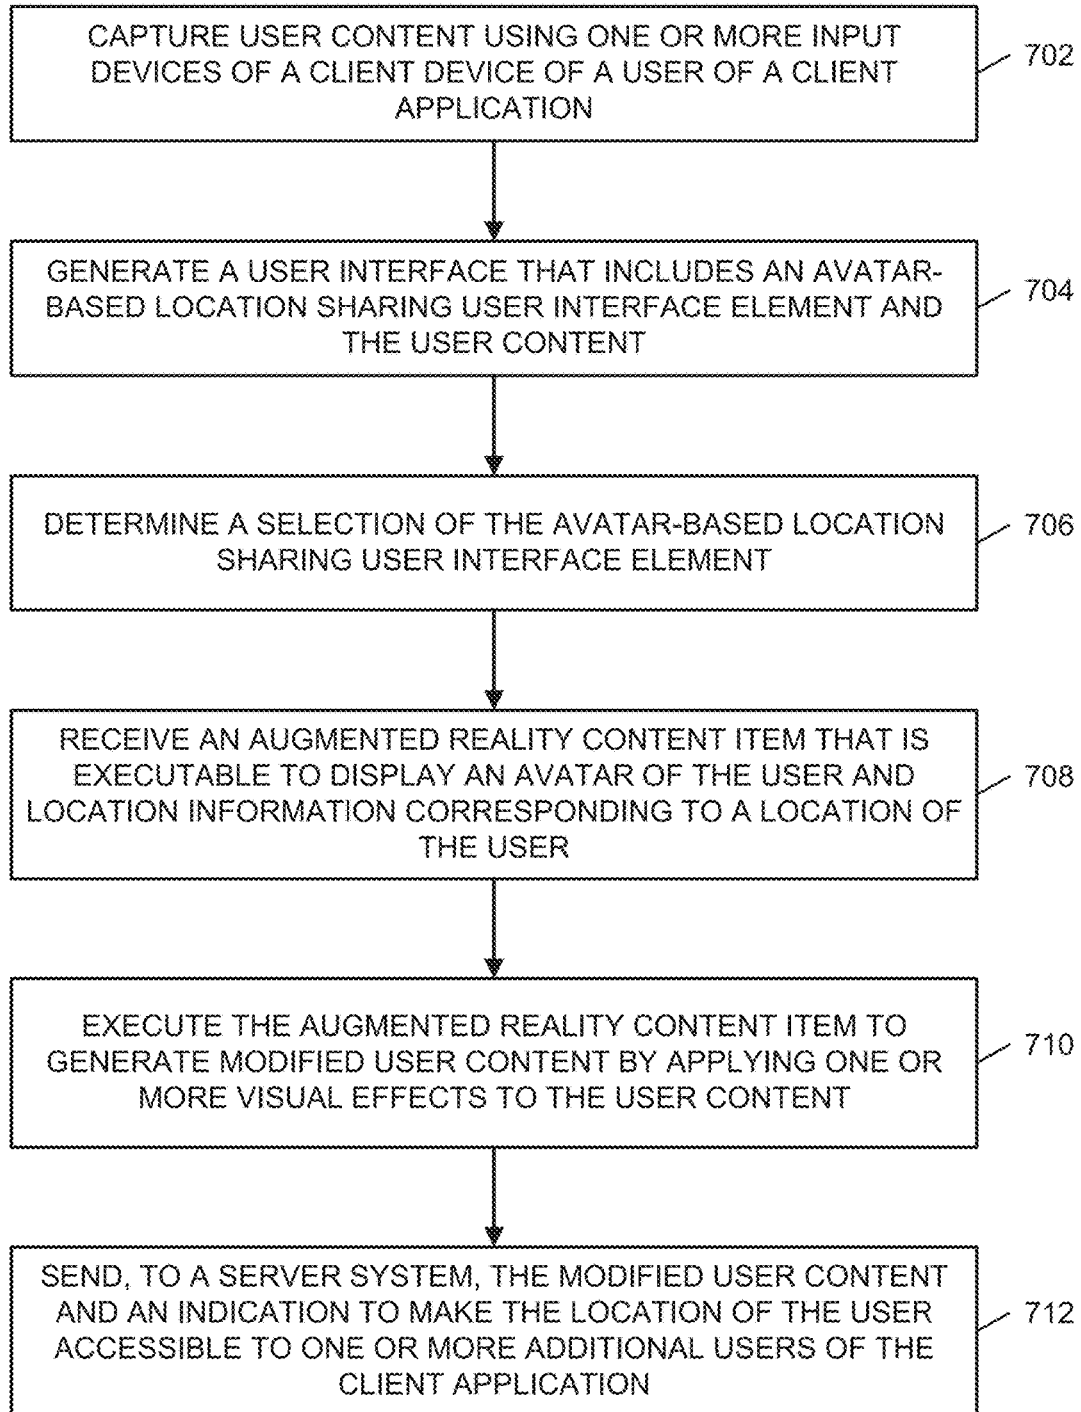 CAPTURE USER CONTENT USING ONE OR MORE INPUT
DEVICES OF A CLIENT DEVICE OF A USER OF A CLIENT
APPLICATION
702
GENERATE A USER INTERFACE THAT INCLUDES AN AVATAR-
BASED LOCATION SHARING USER INTERFACE ELEMENT AND
THE USER CONTENT
704
DETERMINE A SELECTION OF THE AVATAR-BASED LOCATION
SHARING USER INTERFACE ELEMENT
706
RECEIVE AN AUGMENTED REALITY CONTENT ITEM THAT IS
EXECUTABLE TO DISPLAY AN AVATAR OF THE USER AND
LOCATION INFORMATION CORRESPONDING TO A LOCATION OF
THE USER
708
EXECUTE THE AUGMENTED REALITY CONTENT ITEM TO
GENERATE MODIFIED USER CONTENT BY APPLYING ONE OR
MORE VISUAL EFFECTS TO THE USER CONTENT
710
SEND, TO A SERVER SYSTEM, THE MODIFIED USER CONTENT
AND AN INDICATION TO MAKE THE LOCATION OF THE USER
ACCESSIBLE TO ONE OR MORE ADDITIONAL USERS OF THE
CLIENT APPLICATION
712